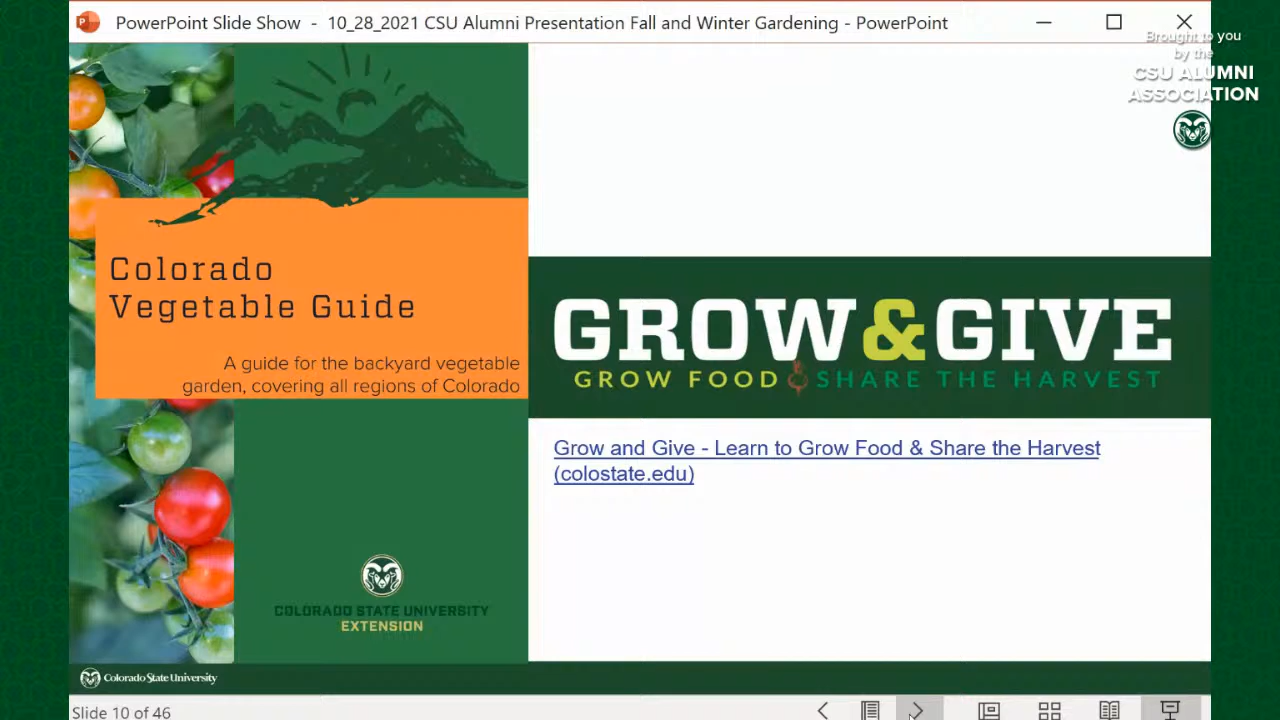 PowerPoint Slide Show - 10_28_2021 CSU Alumni Presentation Fall and Winter Gardening - PowerPoint
Brought to you
by the
CSU ALUMNI
ASSOCIATION
Colorado
Vegetable Guide
A guide for the backyard vegetable
garden, covering all regions of Colorado
COLORADO STATE UNIVERSITY
EXTENSION
GROW&GIVE
GROW FOOD SHARE THE HARVEST
Grow and Give - Learn to Grow Food & Share the Harvest
(colostate.edu)
Colorado State University
Slide 10 of 46